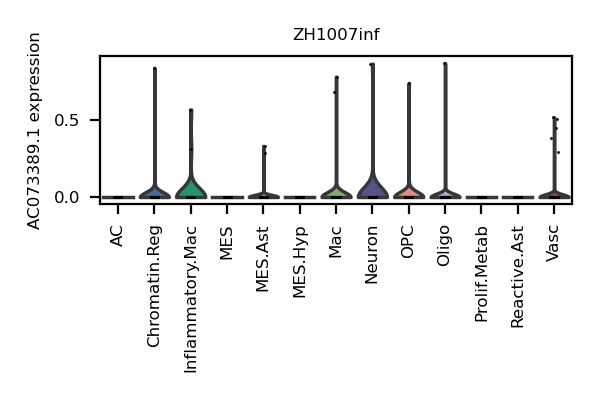 ZH1007inf
AC073389.1 expression
0.5
0.0
AC
Chromatin.Reg
Inflammatory.Mac
MES
MES.Ast
MES.Hyp
Mac
Neuron
OPC
Oligo
Prolif.Metab
Reactive.Ast
Vasc